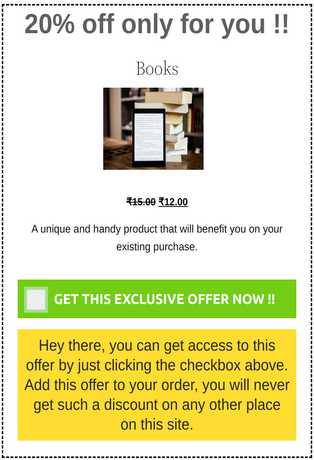 20% off only for you !!
Books
₹15.00 ₹12.00
A unique and handy product that will benefit you on your
existing purchase.
GET THIS EXCLUSIVE OFFER NOW !!
Hey there, you can get access to this
offer by just clicking the checkbox above.
Add this offer to your order, you will never
get such a discount on any other place
on this site.